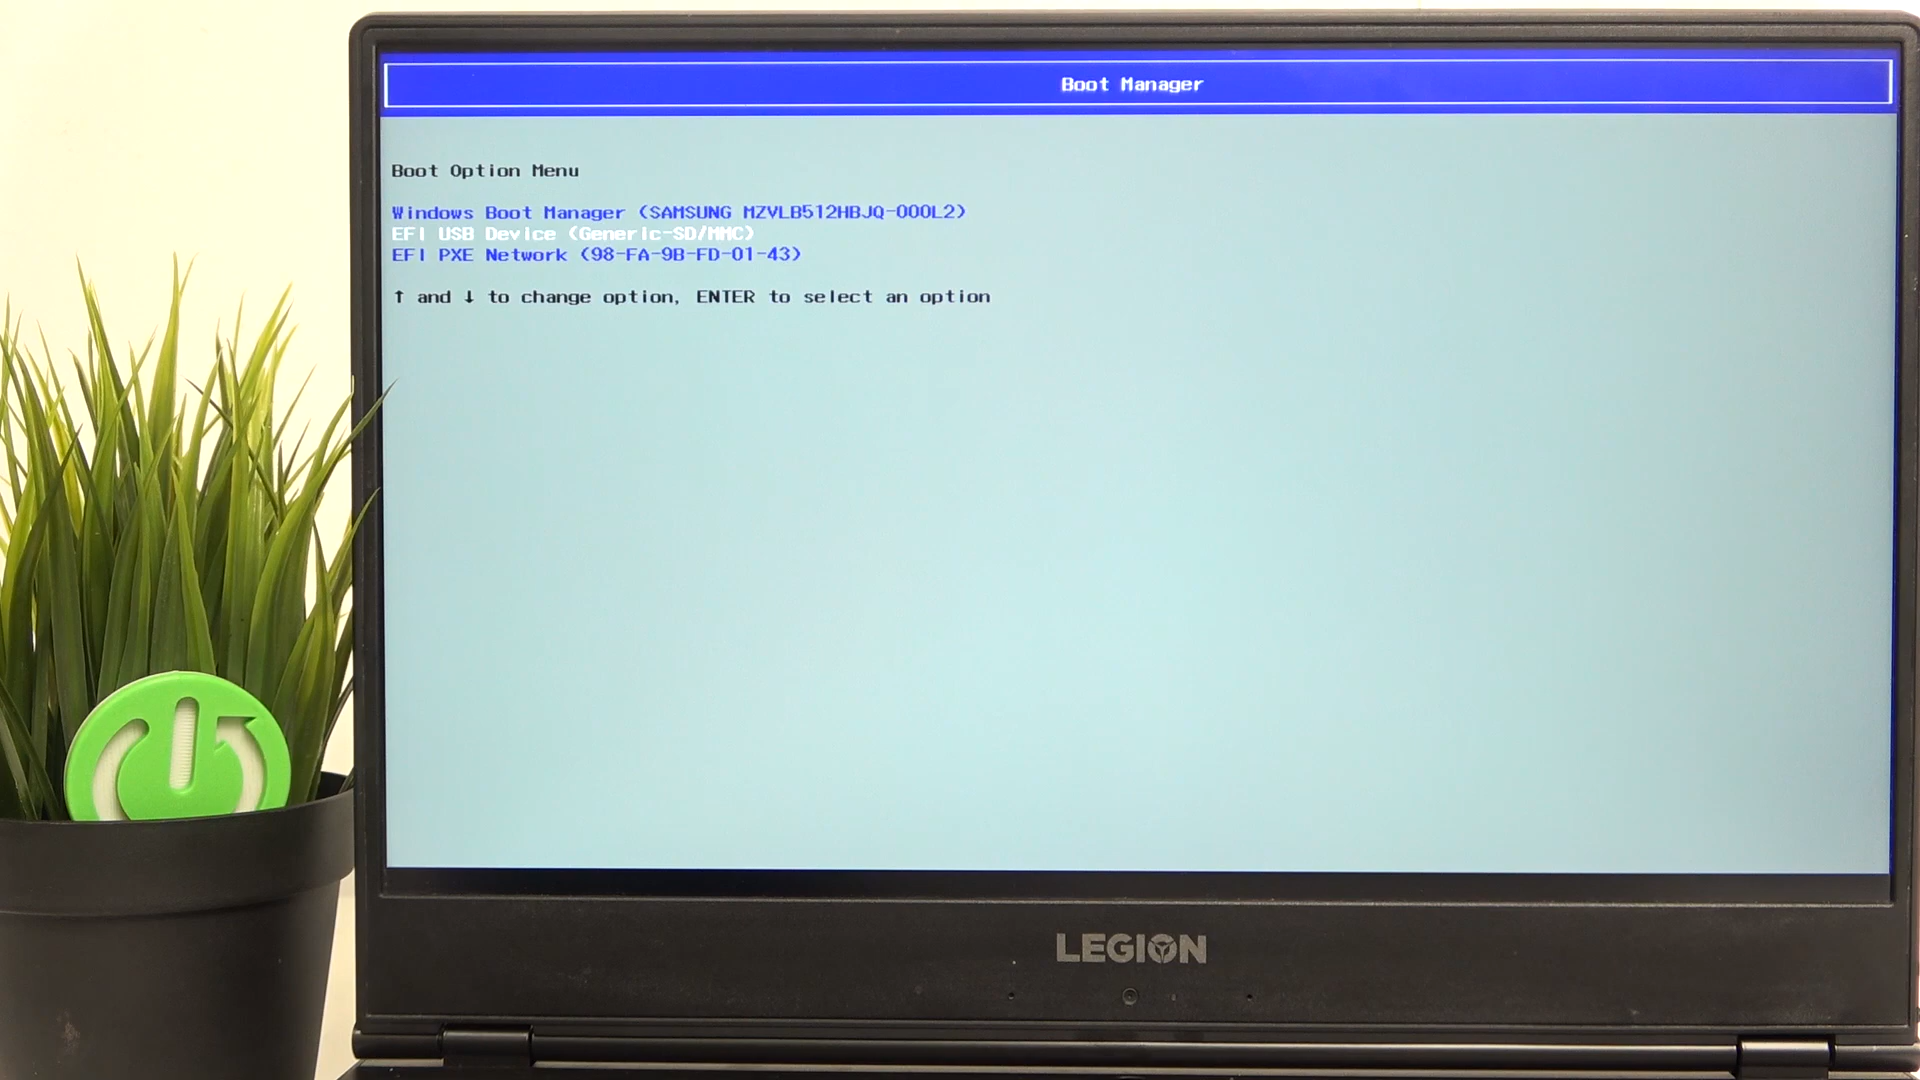 Boot Manager
Boot Option Menu
Windows Boot Manager (SAMSUNG MZVLB512HBJQ-000L2)
EFI USB Device (Generic-SD/MMC)
EFI PXE Network (98-FA-9B-FD-01-43)
↑ and ↓ to change option, ENTER to select an option
LEGION